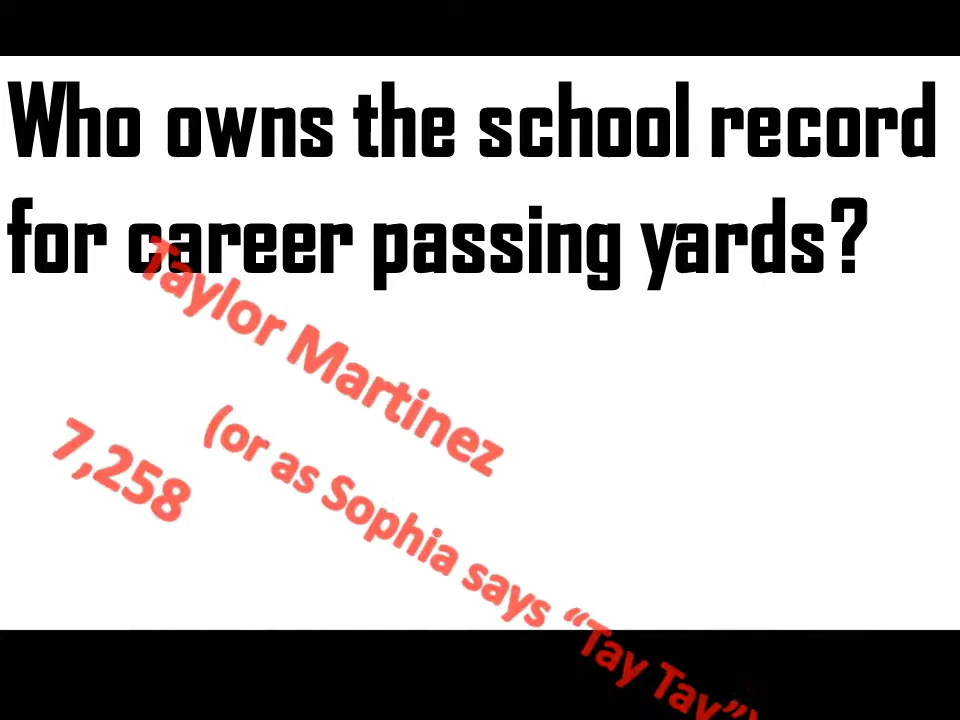 Who owns the school record
for career passing yards?
Taylor Martinez
(or as Sophia says “Tay Tay”)
7,258